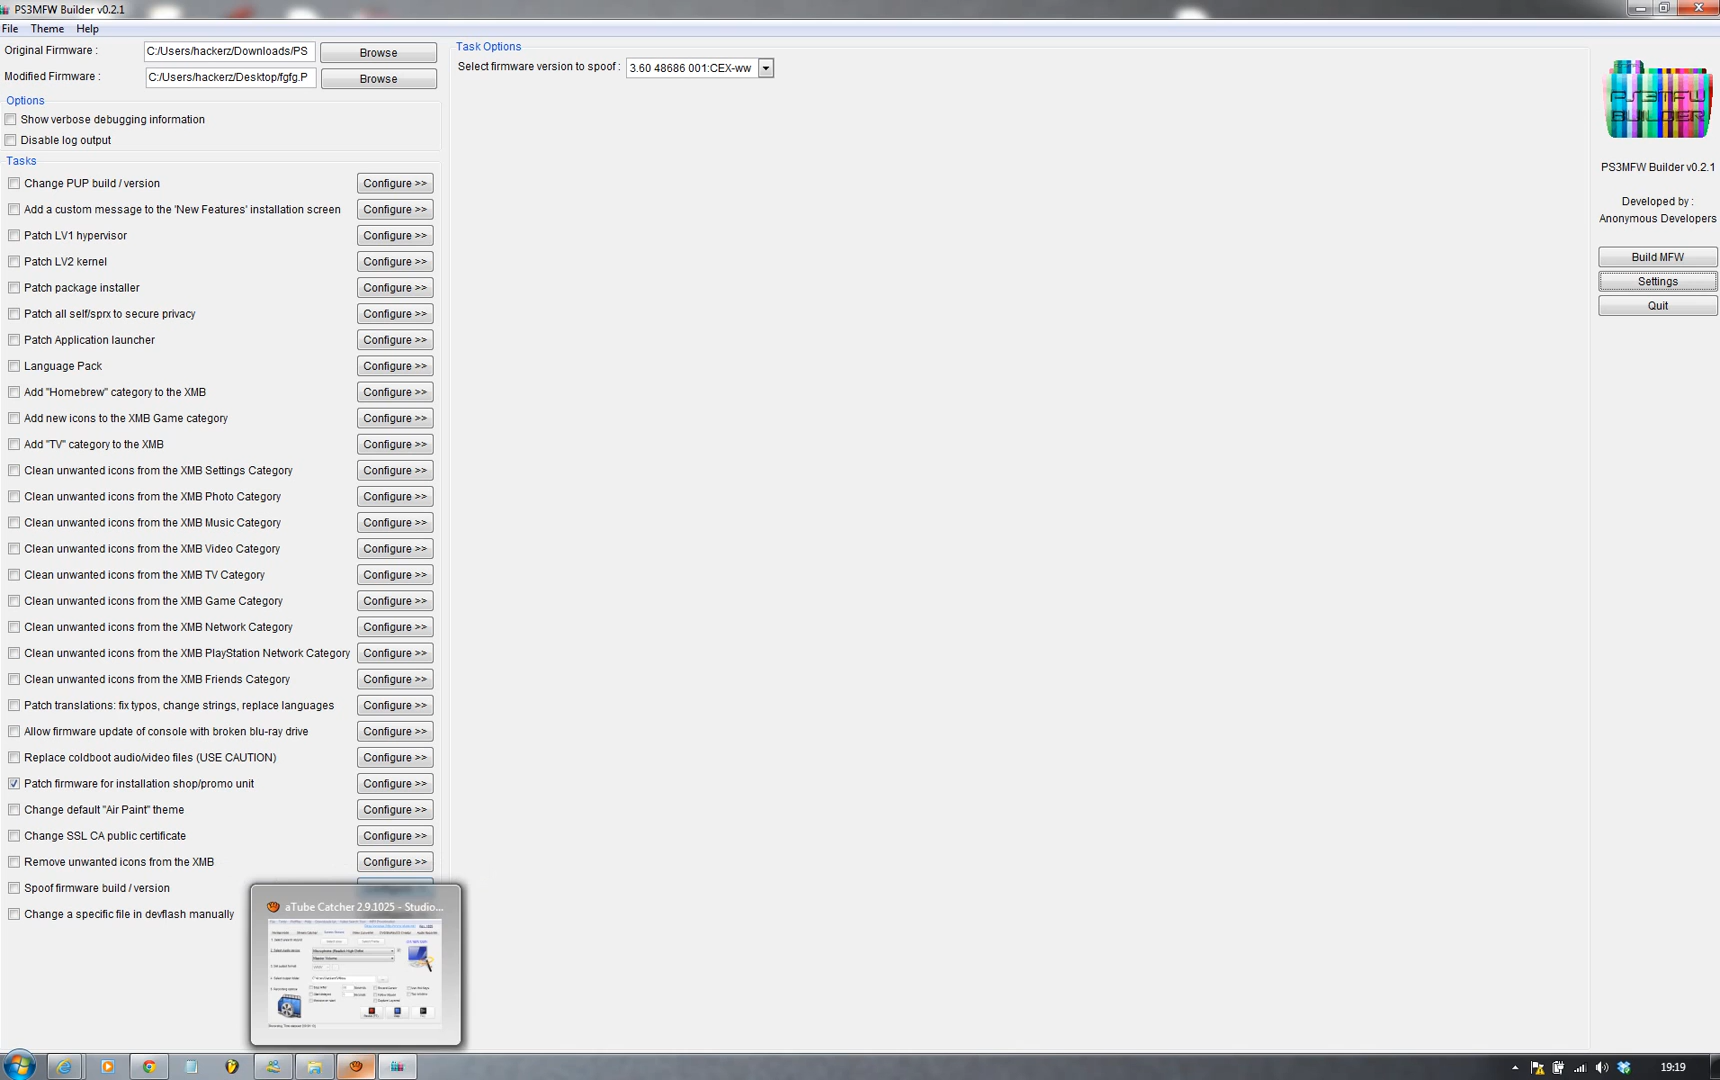 PS3MFW Builder v0.2.1
File Theme Help
Original Firmware : C:/Users/hackerz/Downloads/PS Browse
Modified Firmware : C:/Users/hackerz/Desktop/fgfg.P Browse
Options
Show verbose debugging information
Disable log output
Tasks
Change PUP build / version Configure >>
Add a custom message to the 'New Features' installation screen Configure >>
Patch LV1 hypervisor Configure >>
Patch LV2 kernel Configure >>
Patch package installer Configure >>
Patch all self/sprx to secure privacy Configure >>
Patch Application launcher Configure >>
Language Pack Configure >>
Add "Homebrew" category to the XMB Configure >>
Add new icons to the XMB Game category Configure >>
Add "TV" category to the XMB Configure >>
Clean unwanted icons from the XMB Settings Category Configure >>
Clean unwanted icons from the XMB Photo Category Configure >>
Clean unwanted icons from the XMB Music Category Configure >>
Clean unwanted icons from the XMB Video Category Configure >>
Clean unwanted icons from the XMB TV Category Configure >>
Clean unwanted icons from the XMB Game Category Configure >>
Clean unwanted icons from the XMB Network Category Configure >>
Clean unwanted icons from the XMB PlayStation Network Category Configure >>
Clean unwanted icons from the XMB Friends Category Configure >>
Patch translations: fix typos, change strings, replace languages Configure >>
Allow firmware update of console with broken blu-ray drive Configure >>
Replace coldboot audio/video files (USE CAUTION) Configure >>
Patch firmware for installation shop/promo unit Configure >>
Change default "Air Paint" theme Configure >>
Change SSL CA public certificate Configure >>
Remove unwanted icons from the XMB Configure >>
Spoof firmware build / version
Change a specific file in devflash manually
aTube Catcher 2.9.1025 - Studio...
Task Options
Select firmware version to spoof : 3.60 48686 001:CEX-ww
PS3MFW
BUILDER
PS3MFW Builder v0.2.1
Developed by :
Anonymous Developers
Build MFW
Settings
Quit
19:19